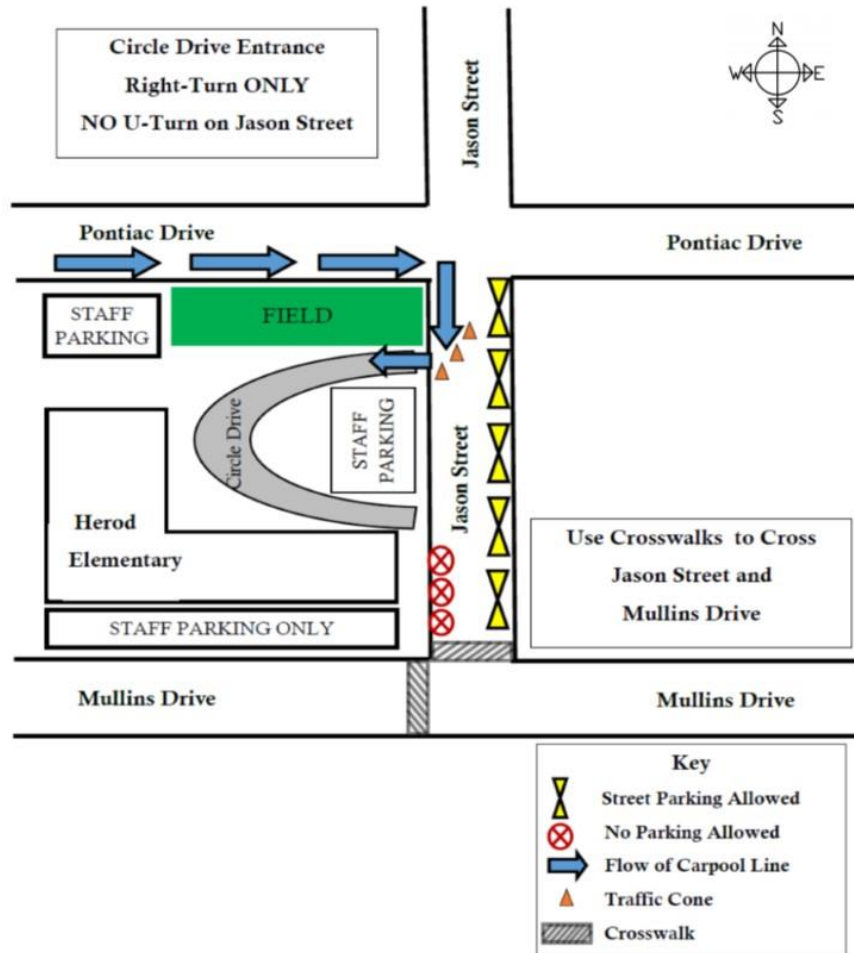 Circle Drive Entrance
Right-Turn ONLY
NO U-Turn on Jason Street
Jason Street
N
W
E
S
Pontiac Drive
Pontiac Drive
STAFF
PARKING
FIELD
Circle Drive
STAFF
PARKING
Jason Street
Herod
Elementary
STAFF PARKING ONLY
Use Crosswalks to Cross
Jason Street and
Mullins Drive
Mullins Drive
Mullins Drive
Key
Street Parking Allowed
No Parking Allowed
Flow of Carpool Line
Traffic Cone
Crosswalk